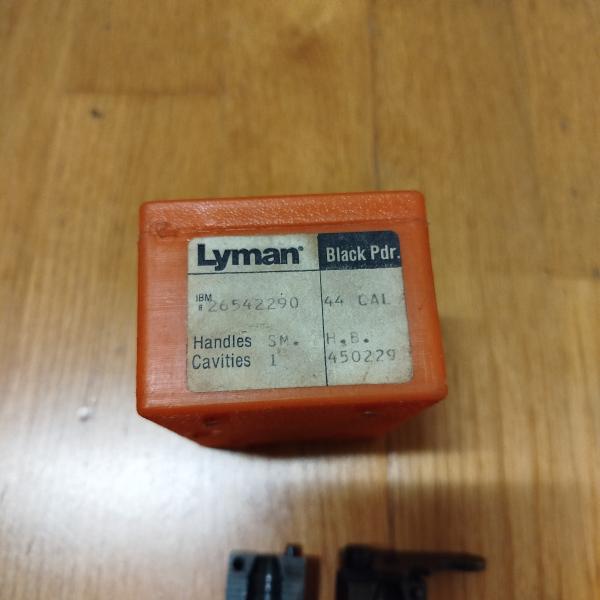 Lyman® Black Pdr.
IBM # 26542290 44 CAL
Handles SM. H.B.
Cavities 1 450229